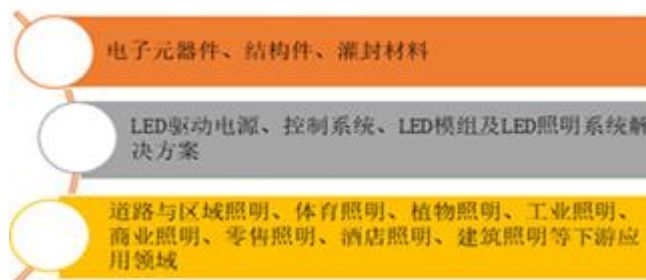 电子元器件、结构件、灌封材料
LED驱动电源、控制系统、LED模组及LED照明系统解
决方案
道路与区域照明、体育照明、植物照明、工业照明、
商业照明、零售照明、酒店照明、建筑照明等下游应
用领域